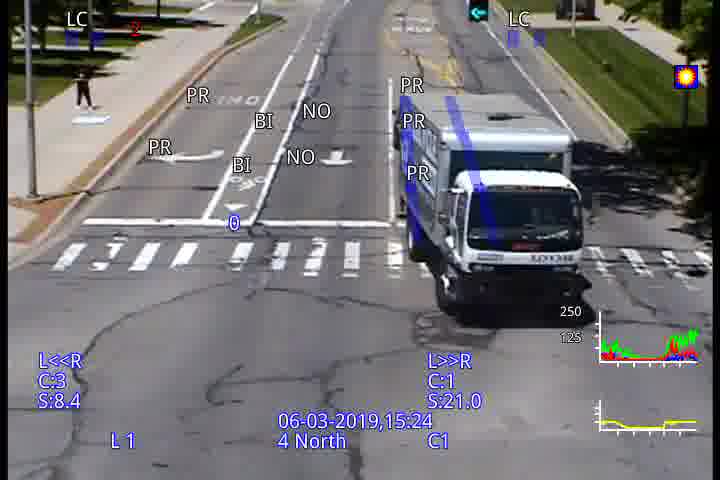 LC
2
LC
PR
PR
PR
NO
BI
NO
PR
BI
PR
0
250
125
L<<R
C:3
S:8.4
L>>R
C:1
S:21.0
06-03-2019,15:24
4 North
L 1
C1